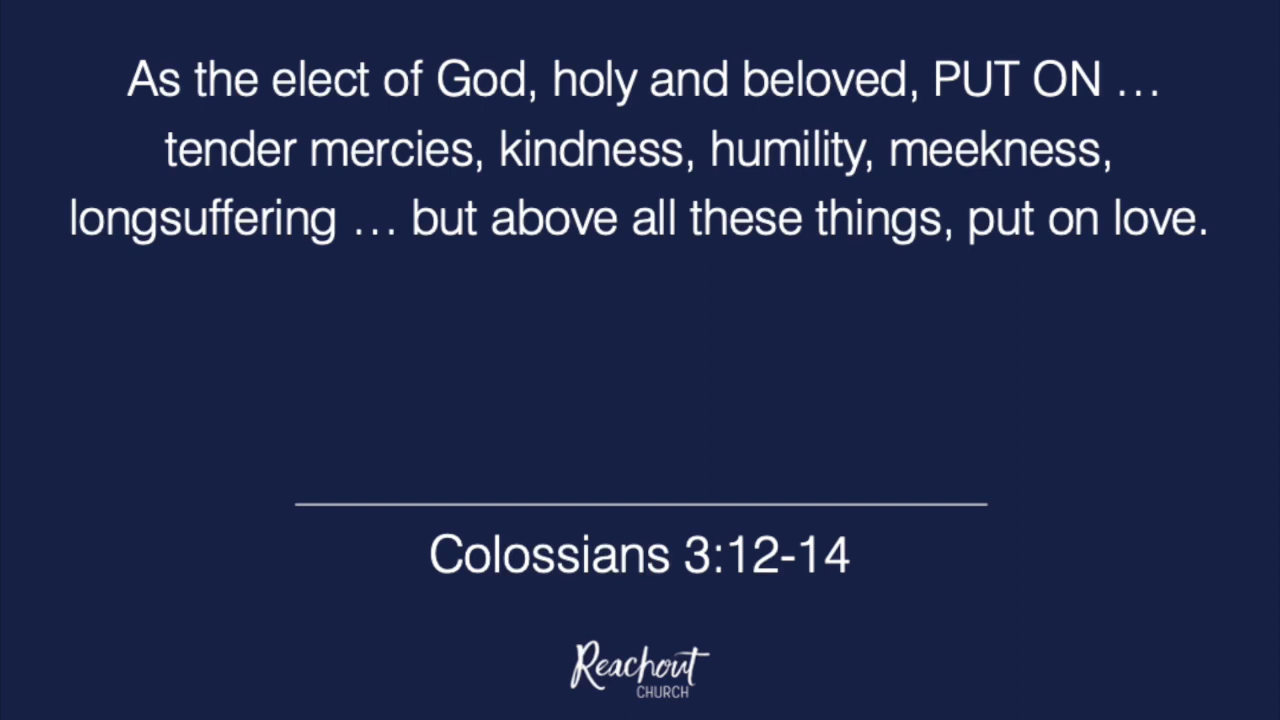 As the elect of God, holy and beloved, PUT ON …
tender mercies, kindness, humility, meekness,
longsuffering … but above all these things, put on love.
Colossians 3:12-14
Reachout
CHURCH